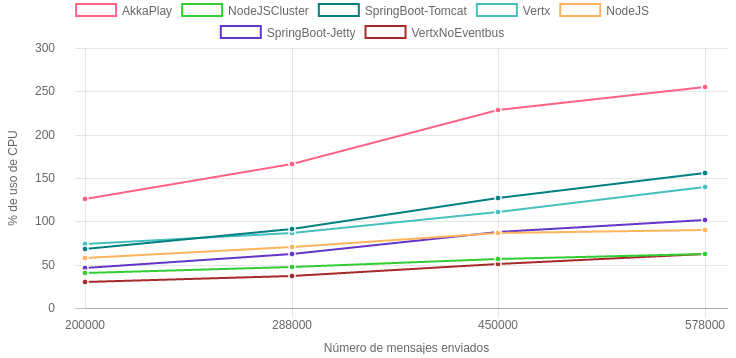 AkkaPlay NodeJSCluster SpringBoot-Tomcat Vertx NodeJS
SpringBoot-Jetty VertxNoEventbus
300
250
200
150
100
50
0
% de uso de CPU
200000 288000 450000 578000
Número de mensajes enviados